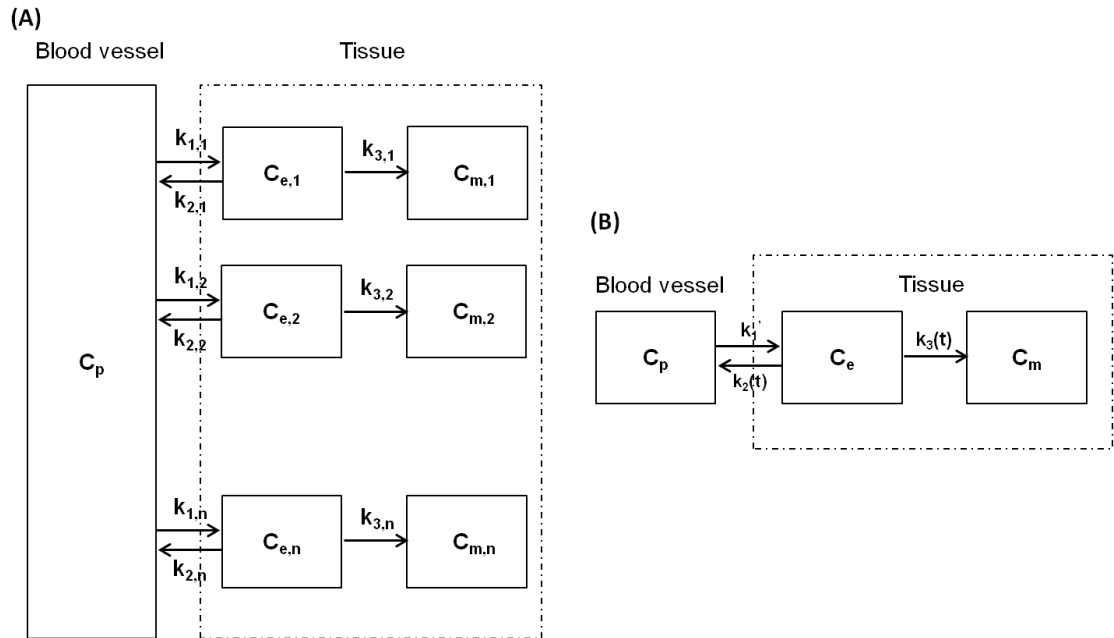 (A)
Blood vessel
Tissue
Cp
k1,1
k2,1
Ce,1
k3,1
Cm,1
k1,2
k2,2
Ce,2
k3,2
Cm,2
k1,n
k2,n
Ce,n
k3,n
Cm,n
(B)
Blood vessel
Tissue
Cp
k1'
k2(t)
Ce
k3(t)
Cm